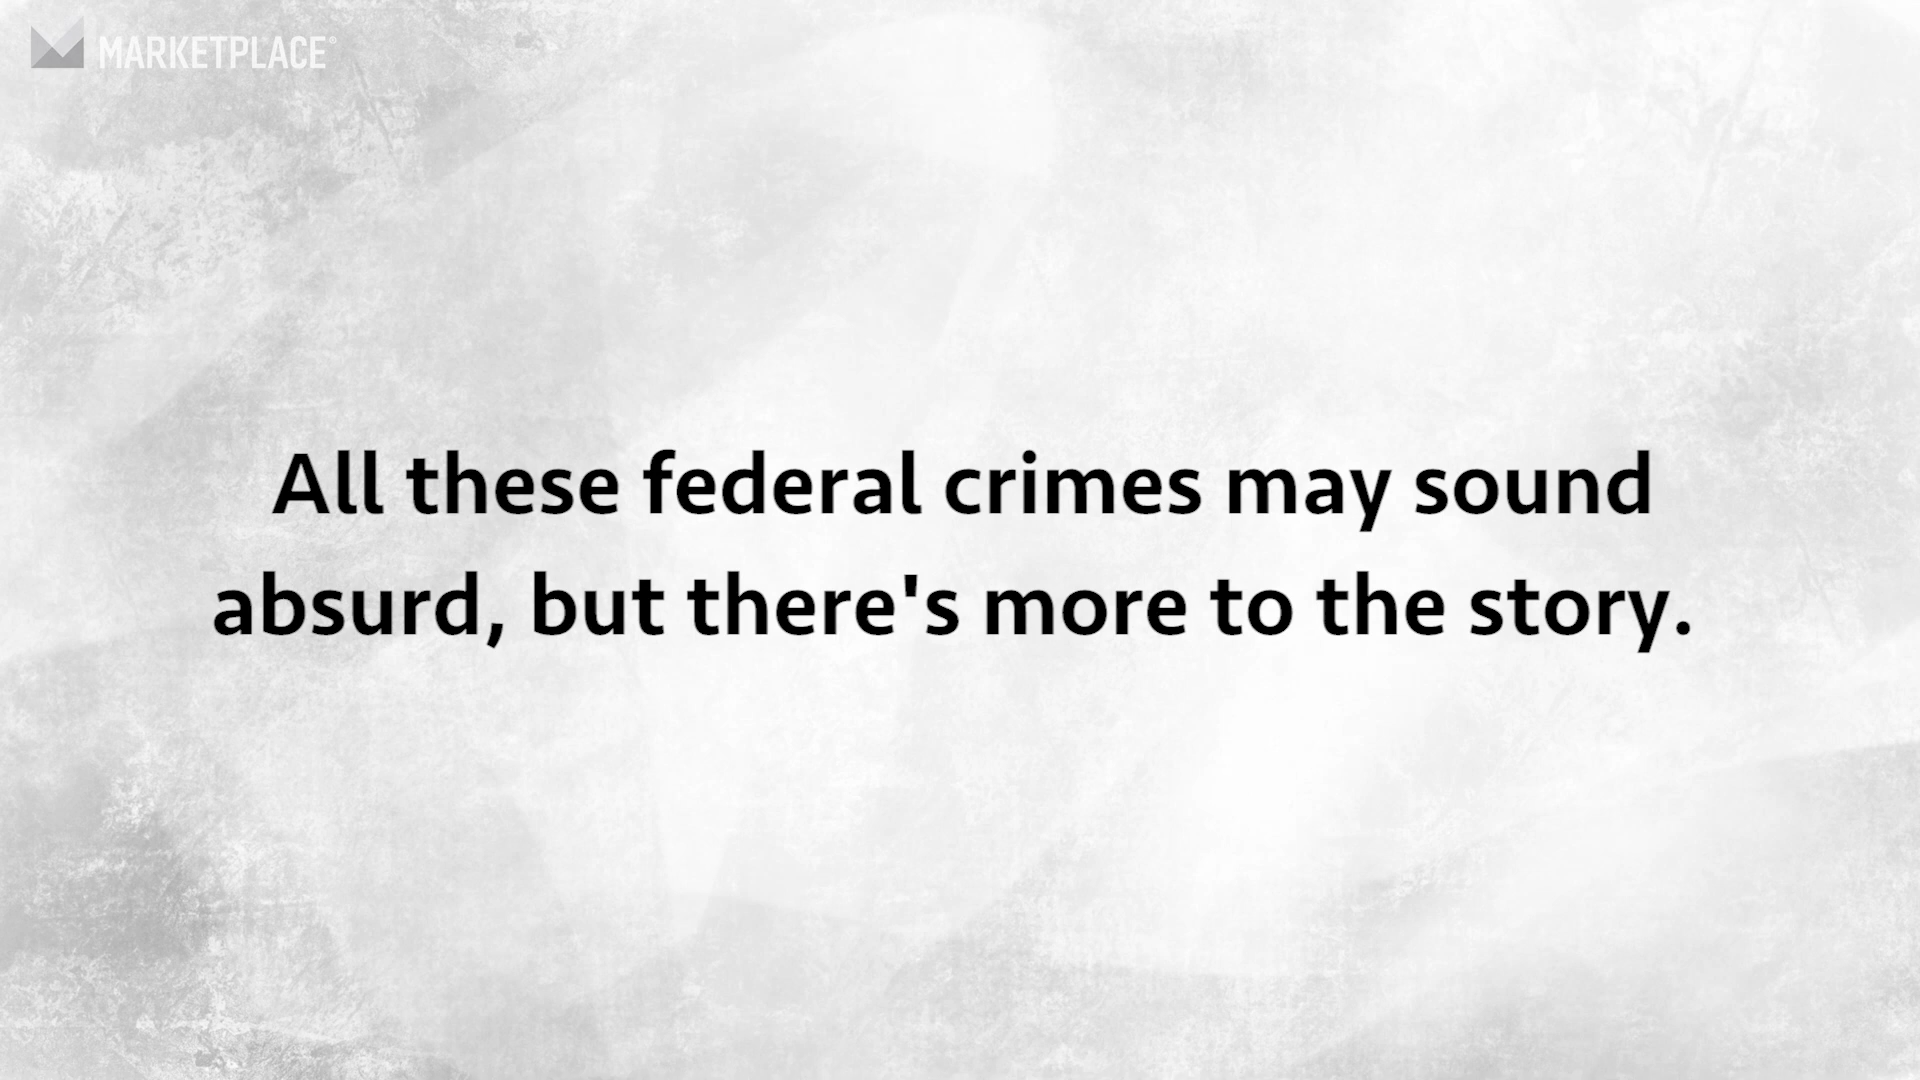 MARKETPLACE®
All these federal crimes may sound
absurd, but there's more to the story.